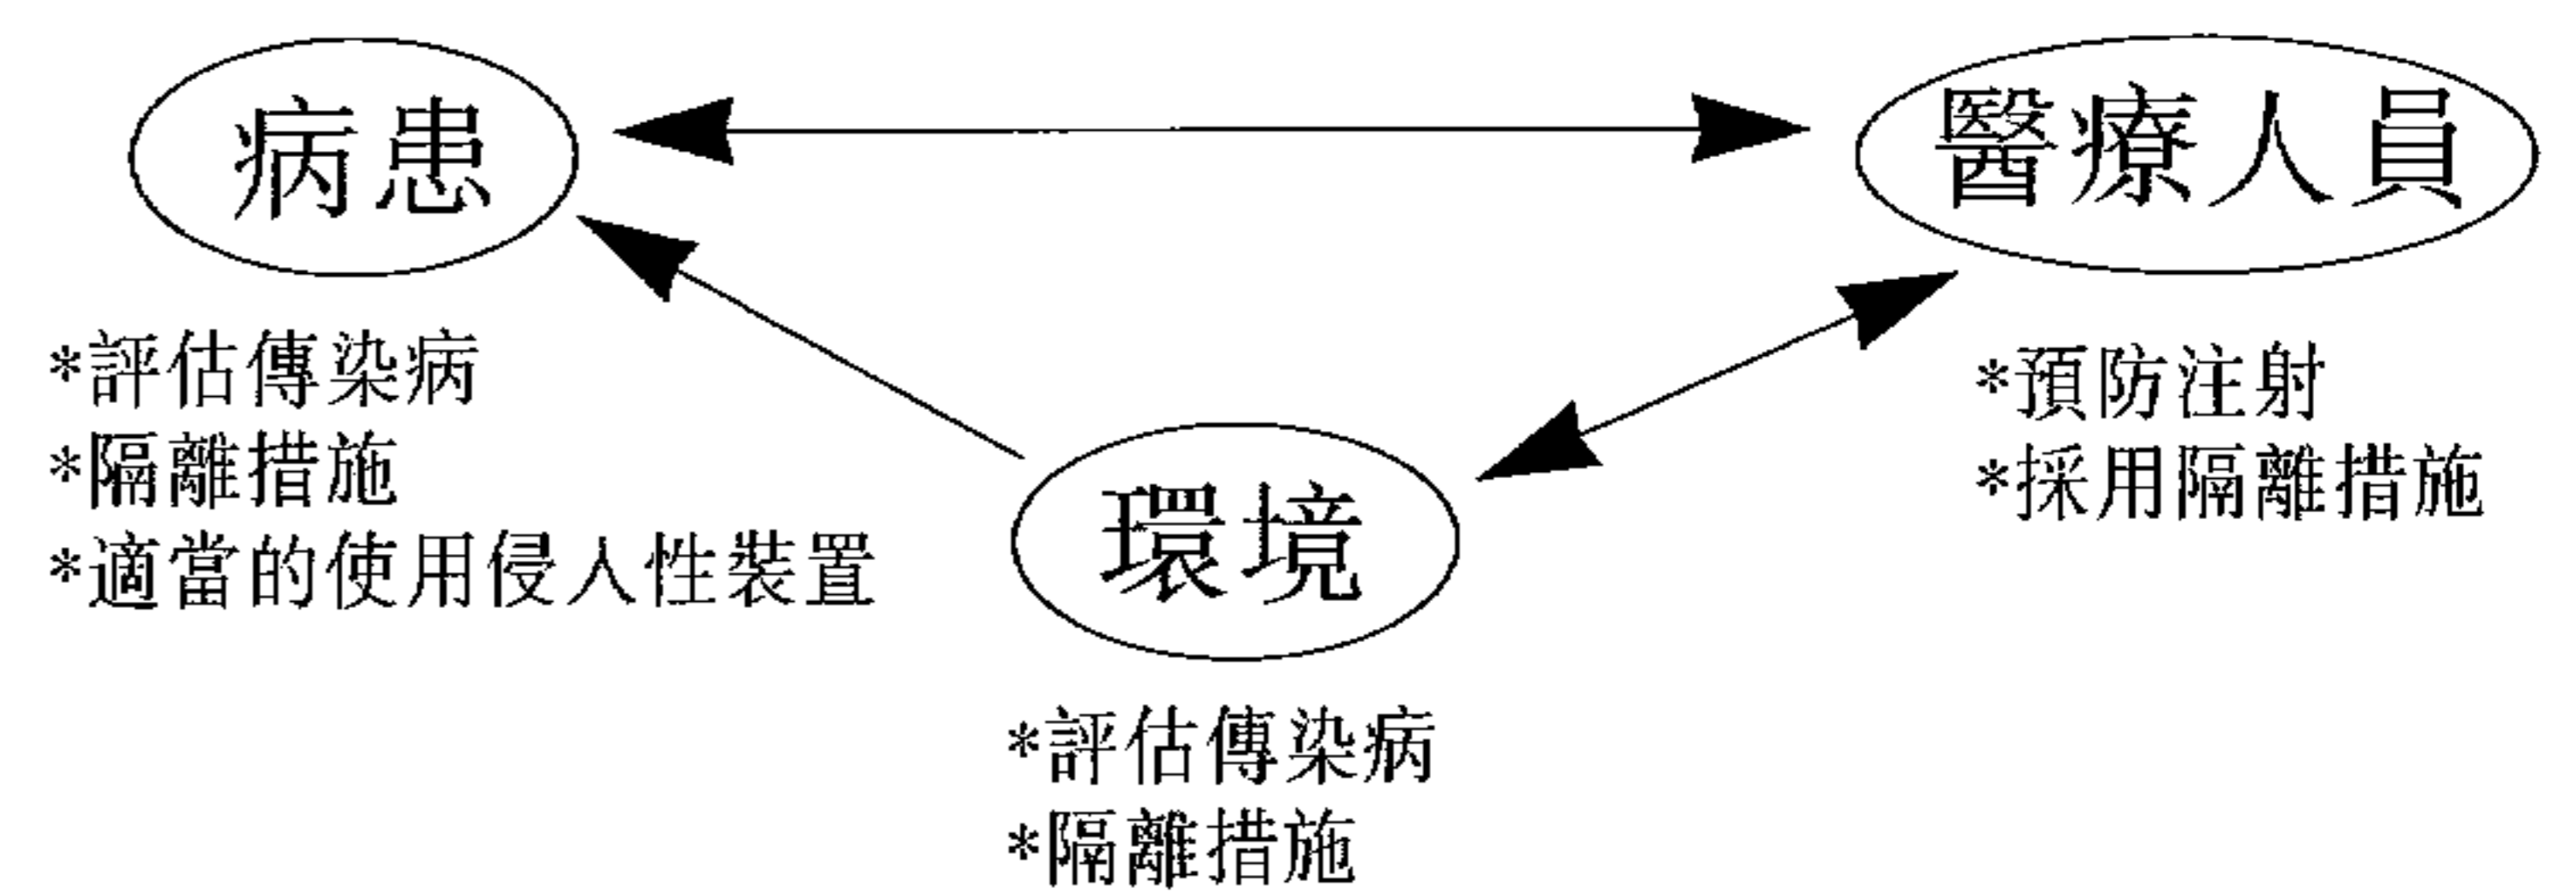 病患
醫療人員
*評估傳染病
*隔離措施
*適當的使用侵入性裝置
*預防注射
*採用隔離措施
環境
*評估傳染病
*隔離措施